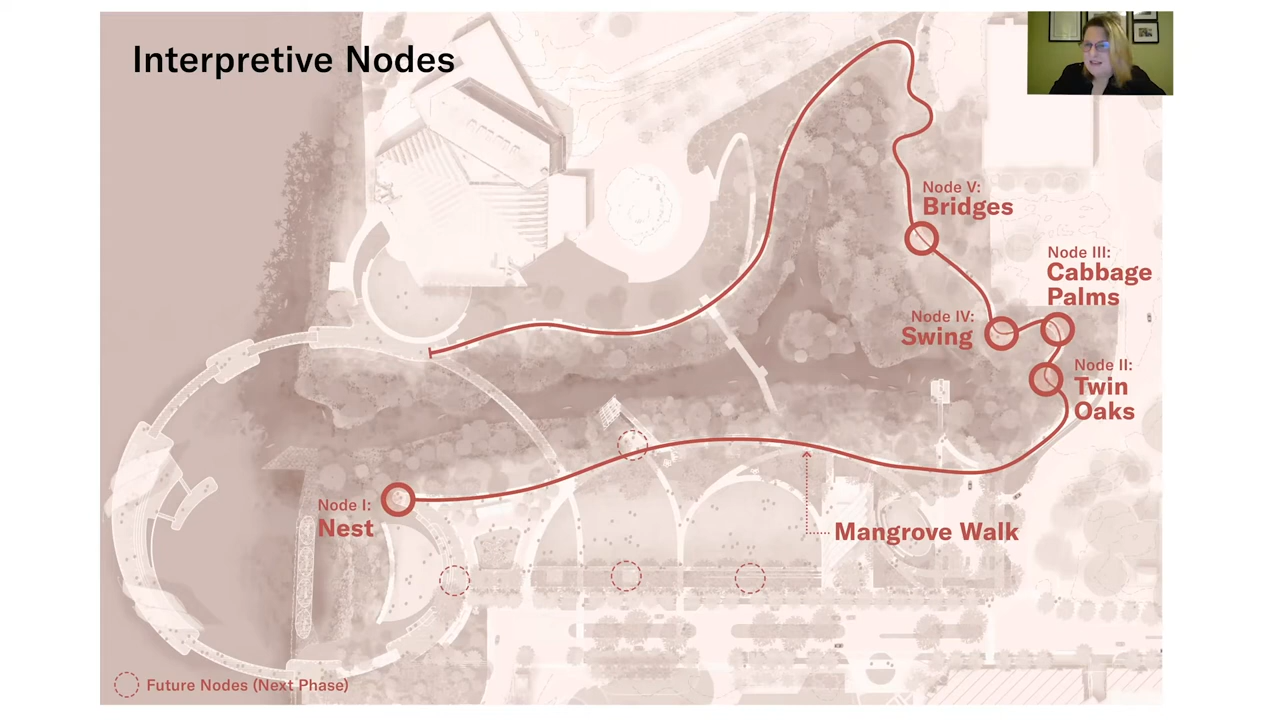 Interpretive Nodes
Node V:
Bridges
Node III:
Cabbage
Palms
Node IV:
Swing
Node II:
Twin
Oaks
Node I:
Nest
Mangrove Walk
Future Nodes (Next Phase)